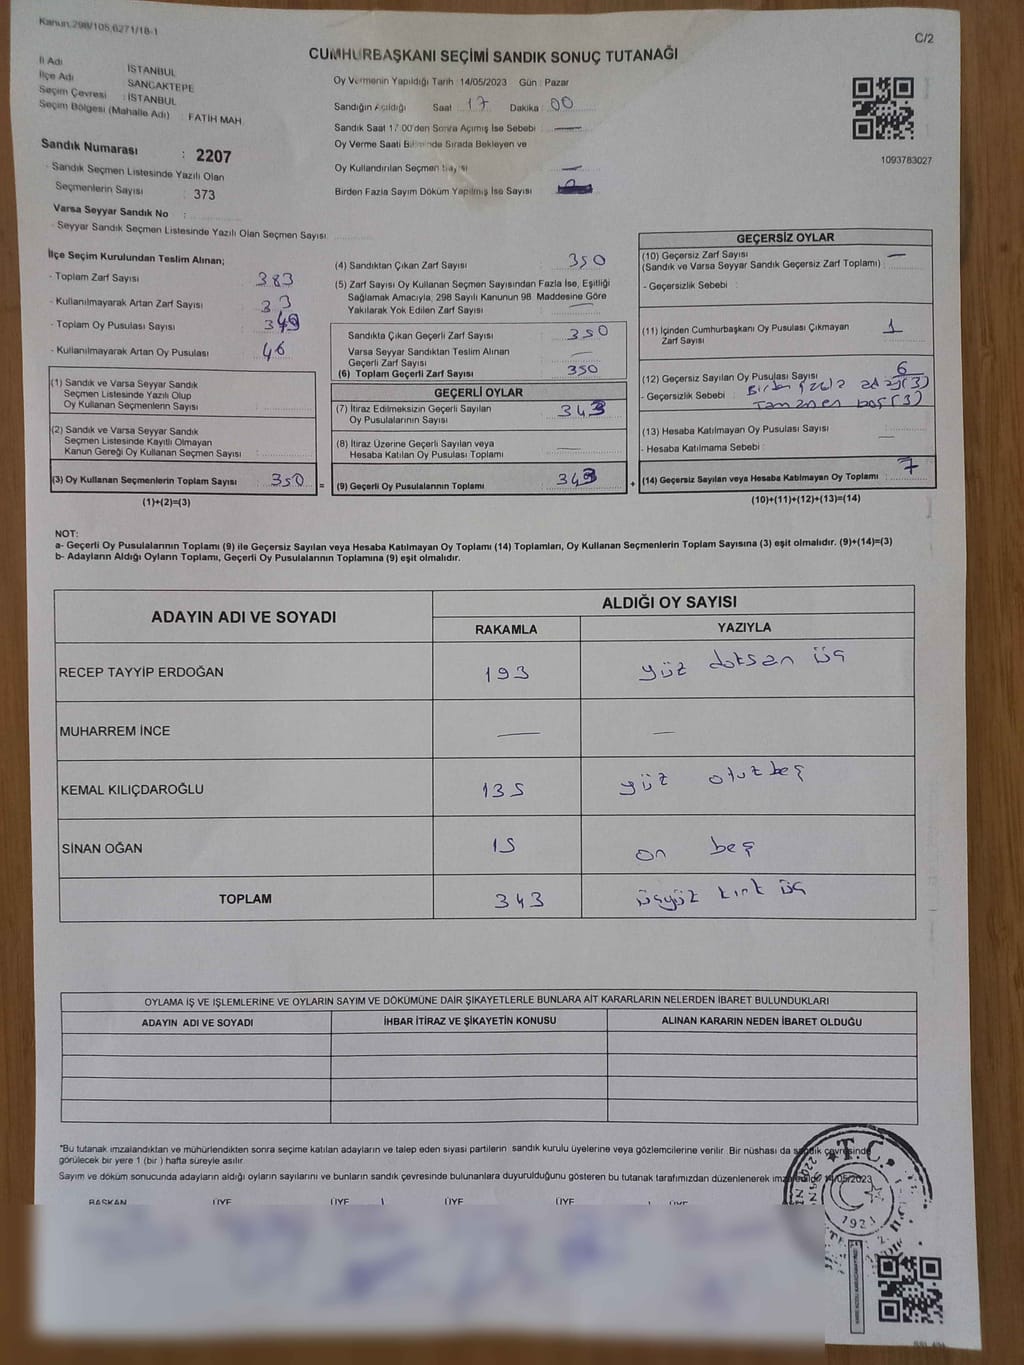 Kanun.298/105,6271/18-1
C/2
CUMHURBAŞKANI SEÇİMİ SANDIK SONUÇ TUTANAĞI
İl Adı İSTANBUL
İlçe Adı SANCAKTEPE
Seçim Çevresi : İSTANBUL
Seçim Bölgesi (Mahalle Adı) : FATİH MAH.
Oy Vermenin Yapıldığı Tarih :14/05/2023 Gün : Pazar
Sandığın Açıldığı Saat 17 Dakika 00
Sandık Saat 17 00'den Sonra Açımış İse Sebebi —
Oy Verme Saati Bitiminde Sırada Bekleyen ve
Oy Kullandırılan Seçmen Sayısı —
Birden Fazla Sayım Döküm Yapılmış İse Sayısı
1093783027
Sandık Numarası : 2207
- Sandık Seçmen Listesinde Yazılı Olan
Seçmenlerin Sayısı : 373
Varsa Seyyar Sandık No :
- Seyyar Sandık Seçmen Listesinde Yazılı Olan Seçmen Sayısı
İlçe Seçim Kurulundan Teslim Alınan;
- Toplam Zarf Sayısı 383
- Kullanılmayarak Artan Zarf Sayısı 33
- Toplam Oy Pusulası Sayısı
- Kullanılmayarak Artan Oy Pusulası 46
(1) Sandık ve Varsa Seyyar Sandık
Seçmen Listesinde Yazılı Olup
Oy Kullanan Seçmenlerin Sayısı :
(2) Sandık ve Varsa Seyyar Sandık
Seçmen Listesinde Kayıtlı Olmayan
Kanun Gereği Oy Kullanan Seçmen Sayısı :
(3) Oy Kullanan Seçmenlerin Toplam Sayısı : 350 =
(1)+(2)=(3)
(4) Sandıktan Çıkan Zarf Sayısı 350
(5) Zarf Sayısı Oy Kullanan Seçmen Sayısından Fazla İse, Eşitliği
Sağlamak Amacıyla, 298 Sayılı Kanunun 98 Maddesine Göre
Yakılarak Yok Edilen Zarf Sayısı —
Sandıkta Çıkan Geçerli Zarf Sayısı 350
Varsa Seyyar Sandıktan Teslim Alınan
Geçerli Zarf Sayısı —
(6) Toplam Geçerli Zarf Sayısı 350
GEÇERLİ OYLAR
(7) İtiraz Edilmeksizin Geçerli Sayılan
Oy Pusulalarının Sayısı 343
(8) İtiraz Üzerine Geçerli Sayılan veya
Hesaba Katılan Oy Pusulası Toplamı —
(9) Geçerli Oy Pusulalarının Toplamı 343 +
GEÇERSİZ OYLAR
(10) Geçersiz Zarf Sayısı —
(Sandık ve Varsa Seyyar Sandık Geçersiz Zarf Toplamı) :
- Geçersizlik Sebebi :
(11) İçinden Cumhurbaşkanı Oy Pusulası Çıkmayan
Zarf Sayısı 1
(12) Geçersiz Sayılan Oy Pusulası Sayısı 6
- Geçersizlik Sebebi : Birden fazla aday (3)
Tamamen boş (3)
(13) Hesaba Katılmayan Oy Pusulası Sayısı —
- Hesaba Katılmama Sebebi :
(14) Geçersiz Sayılan veya Hesaba Katılmayan Oy Toplamı 7
(10)+(11)+(12)+(13)=(14)
NOT:
a- Geçerli Oy Pusulalarının Toplamı (9) ile Geçersiz Sayılan veya Hesaba Katılmayan Oy Toplamı (14) Toplamları, Oy Kullanan Seçmenlerin Toplam Sayısına (3) eşit olmalıdır. (9)+(14)=(3)
b- Adayların Aldığı Oyların Toplamı, Geçerli Oy Pusulalarının Toplamına (9) eşit olmalıdır.
ADAYIN ADI VE SOYADI
ALDIĞI OY SAYISI
RAKAMLA YAZIYLA
RECEP TAYYİP ERDOĞAN 193 yüz doksan üç
MUHARREM İNCE — —
KEMAL KILIÇDAROĞLU 135 yüz otuz beş
SİNAN OĞAN 15 on beş
TOPLAM 343 üçyüz kırk üç
OYLAMA İŞ VE İŞLEMLERİNE VE OYLARIN SAYIM VE DÖKÜMÜNE DAİR ŞİKAYETLERLE BUNLARA AİT KARARLARIN NELERDEN İBARET BULUNDUKLARI
ADAYIN ADI VE SOYADI İHBAR İTİRAZ VE ŞİKAYETİN KONUSU ALINAN KARARIN NEDEN İBARET OLDUĞU
*Bu tutanak imzalandıktan ve mühürlendikten sonra seçime katılan adayların ve talep eden siyasi partilerin sandık kurulu üyelerine veya gözlemcilerine verilir. Bir nüshası da sandık çevresinde
görülecek bir yere 1 (bir ) hafta süreyle asılır.
Sayım ve döküm sonucunda adayların aldığı oyların sayılarını ve bunların sandık çevresinde bulunanlara duyurulduğunu gösteren bu tutanak tarafımızdan düzenlenerek imzalandı 14/05/2023
BAŞKAN ÜYE ÜYE ÜYE ÜYE ÜYE
T.C.
1921